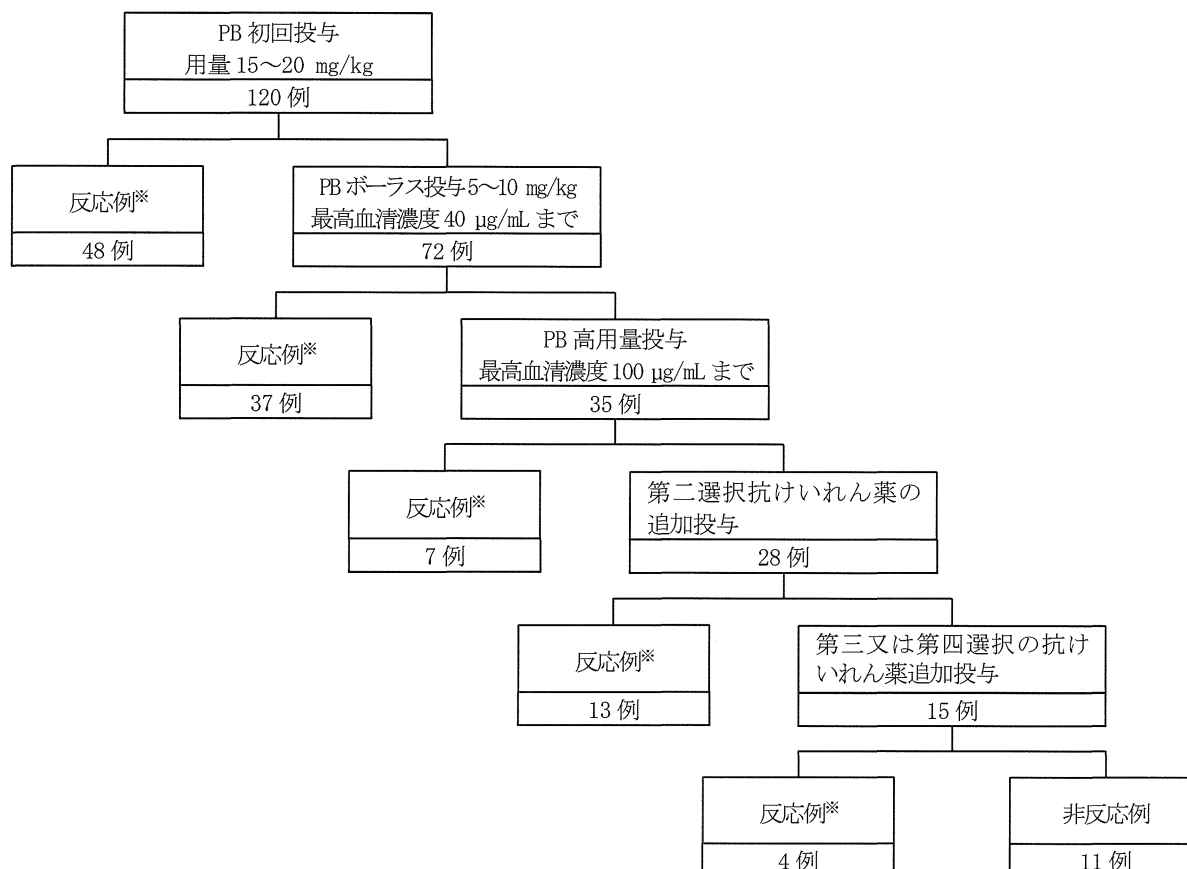 PB 初回投与
用量 15～20 mg/kg
120 例
反応例※
48 例
PB ボーラス投与 5～10 mg/kg
最高血清濃度 40 µg/mL まで
72 例
反応例※
37 例
PB 高用量投与
最高血清濃度 100 µg/mL まで
35 例
反応例※
7 例
第二選択抗けいれん薬の
追加投与
28 例
反応例※
13 例
第三又は第四選択の抗け
いれん薬追加投与
15 例
反応例※
4 例
非反応例
11 例